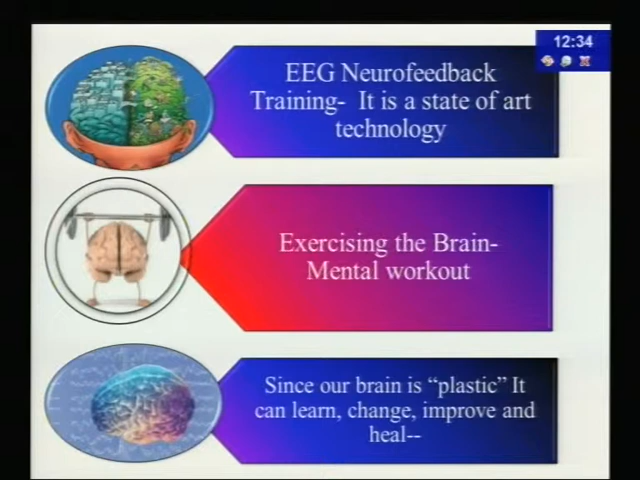 12:34
EEG Neurofeedback
Training- It is a state of art
technology
Exercising the Brain-
Mental workout
Since our brain is “plastic” It
can learn, change, improve and
heal--